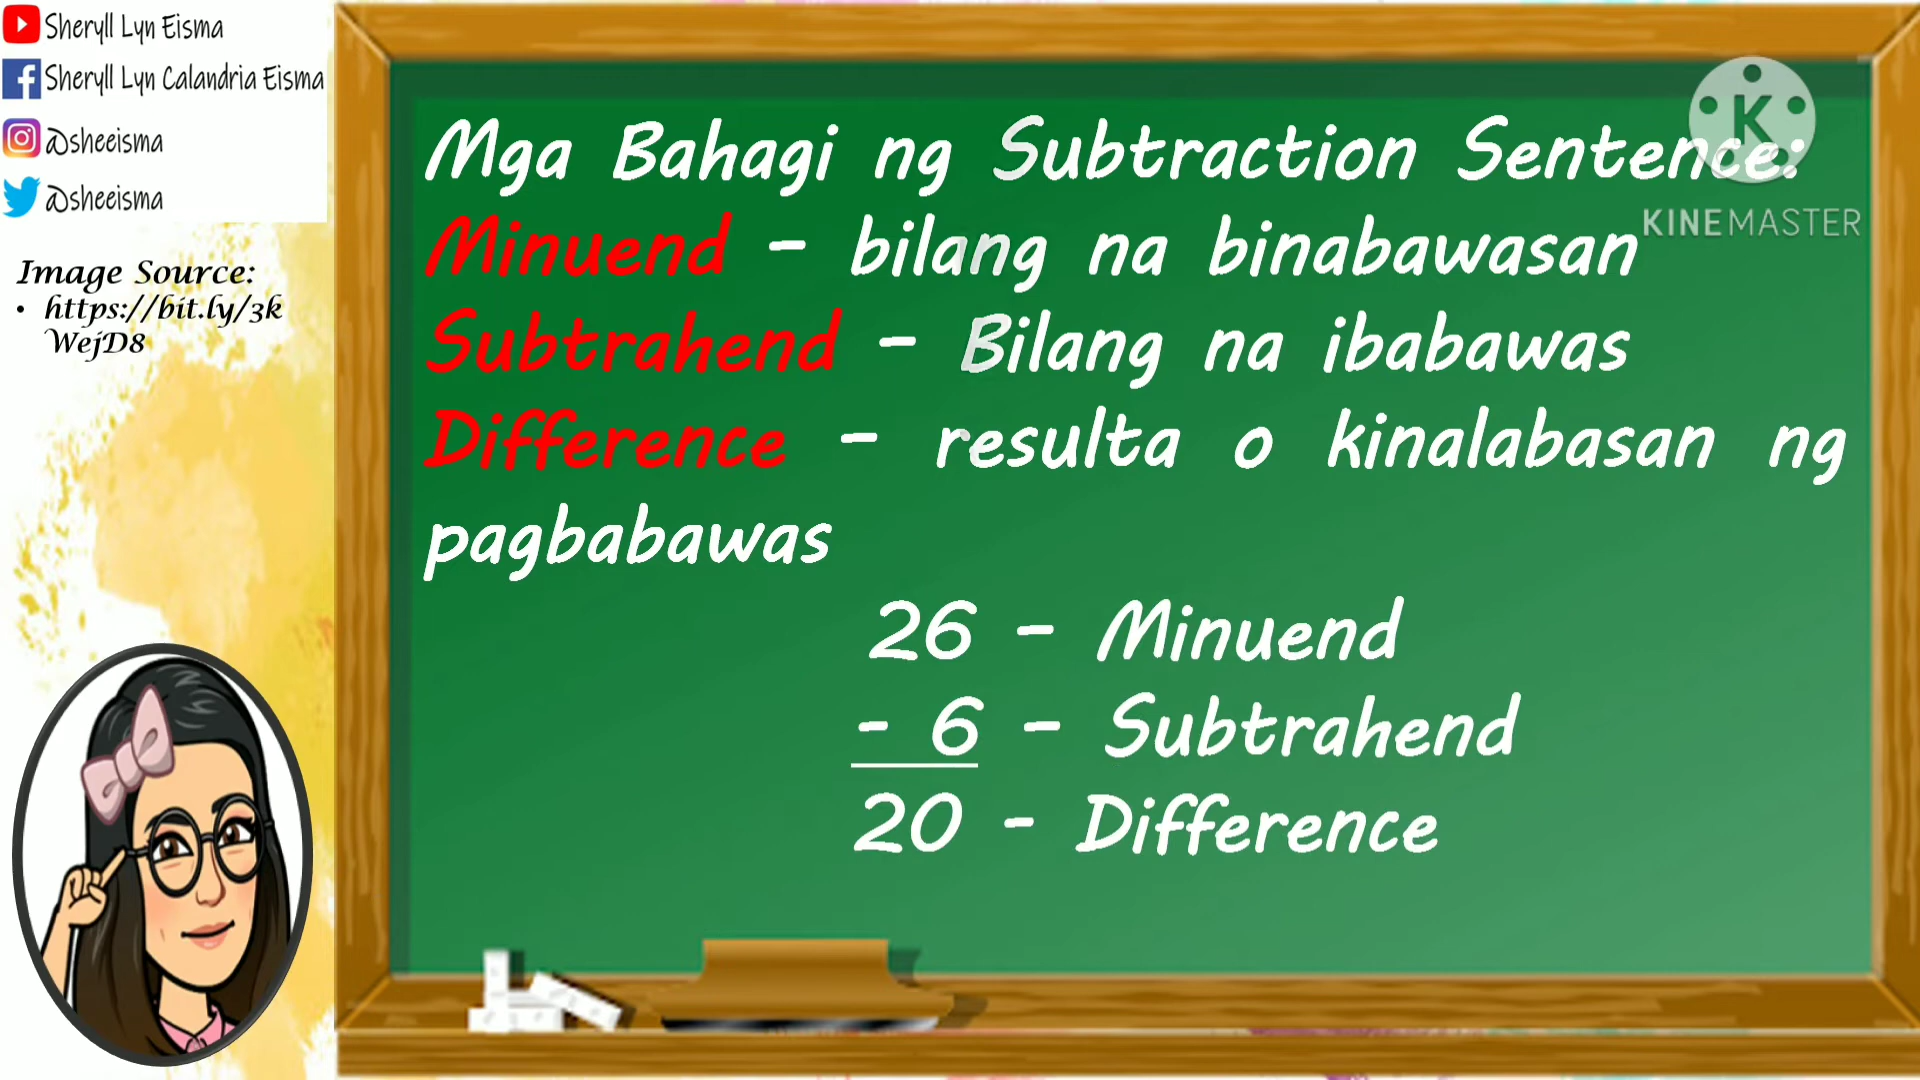 Sheryll Lyn Eisma
Sheryll Lyn Calandria Eisma
@sheeisma
@sheeisma
Image Source:
• https://bit.ly/3k
WejD8
Mga Bahagi ng Subtraction Sentence:
Minuend - bilang na binabawasan
Subtrahend - Bilang na ibabawas
Difference - resulta o kinalabasan ng
pagbabawas
26 - Minuend
- 6 - Subtrahend
20 - Difference
K
KINEMASTER